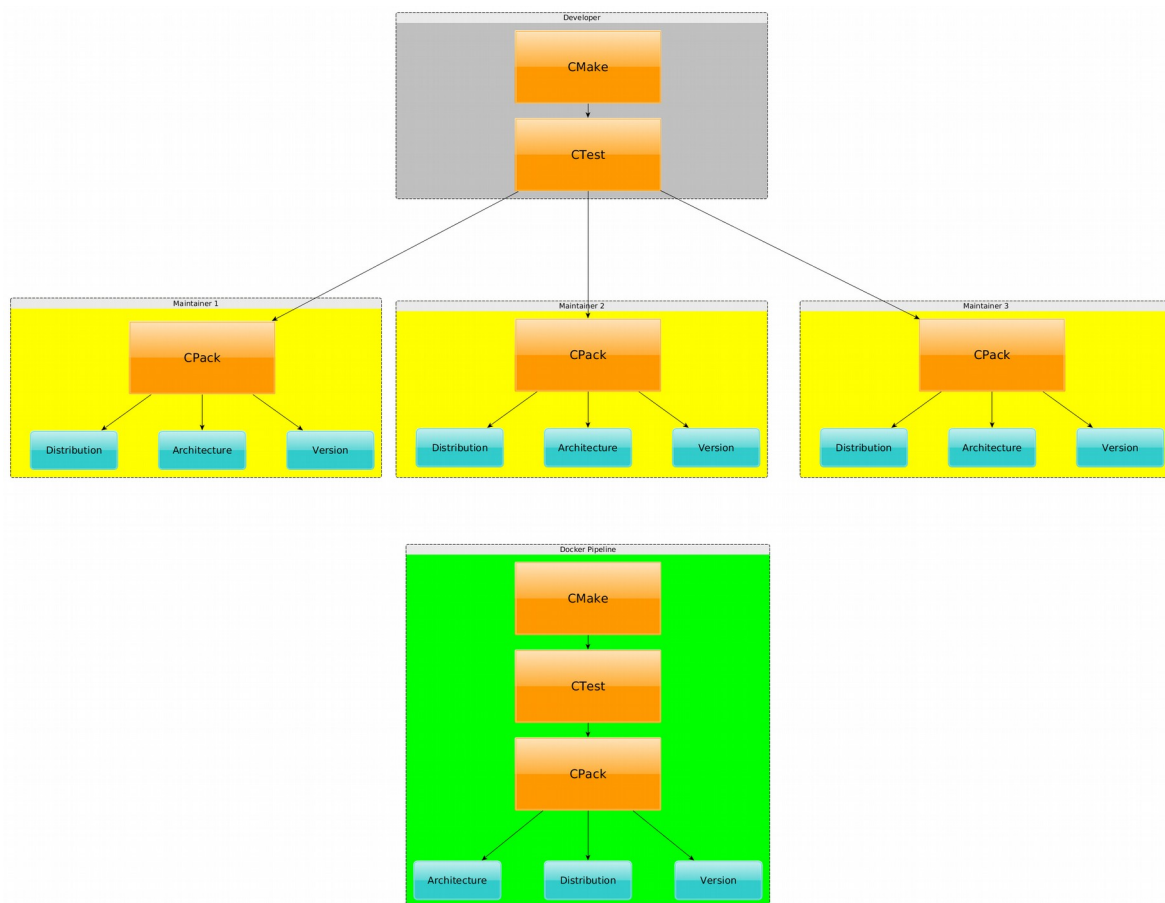 Developer
CMake
CTest
Maintainer 1
Maintainer 2
Maintainer 3
CPack
CPack
CPack
Distribution
Architecture
Version
Distribution
Architecture
Version
Distribution
Architecture
Version
Docker Pipeline
CMake
CTest
CPack
Architecture
Distribution
Version